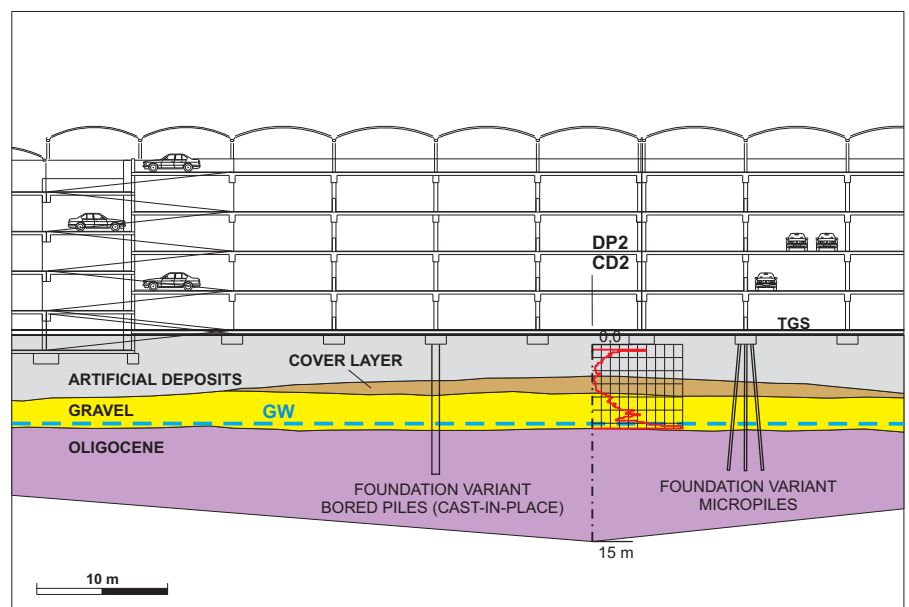 DP2
CD2
TGS
0,0
COVER LAYER
ARTIFICIAL DEPOSITS
GRAVEL
GW
OLIGOCENE
FOUNDATION VARIANT
BORED PILES (CAST-IN-PLACE)
FOUNDATION VARIANT
MICROPILES
15 m
10 m